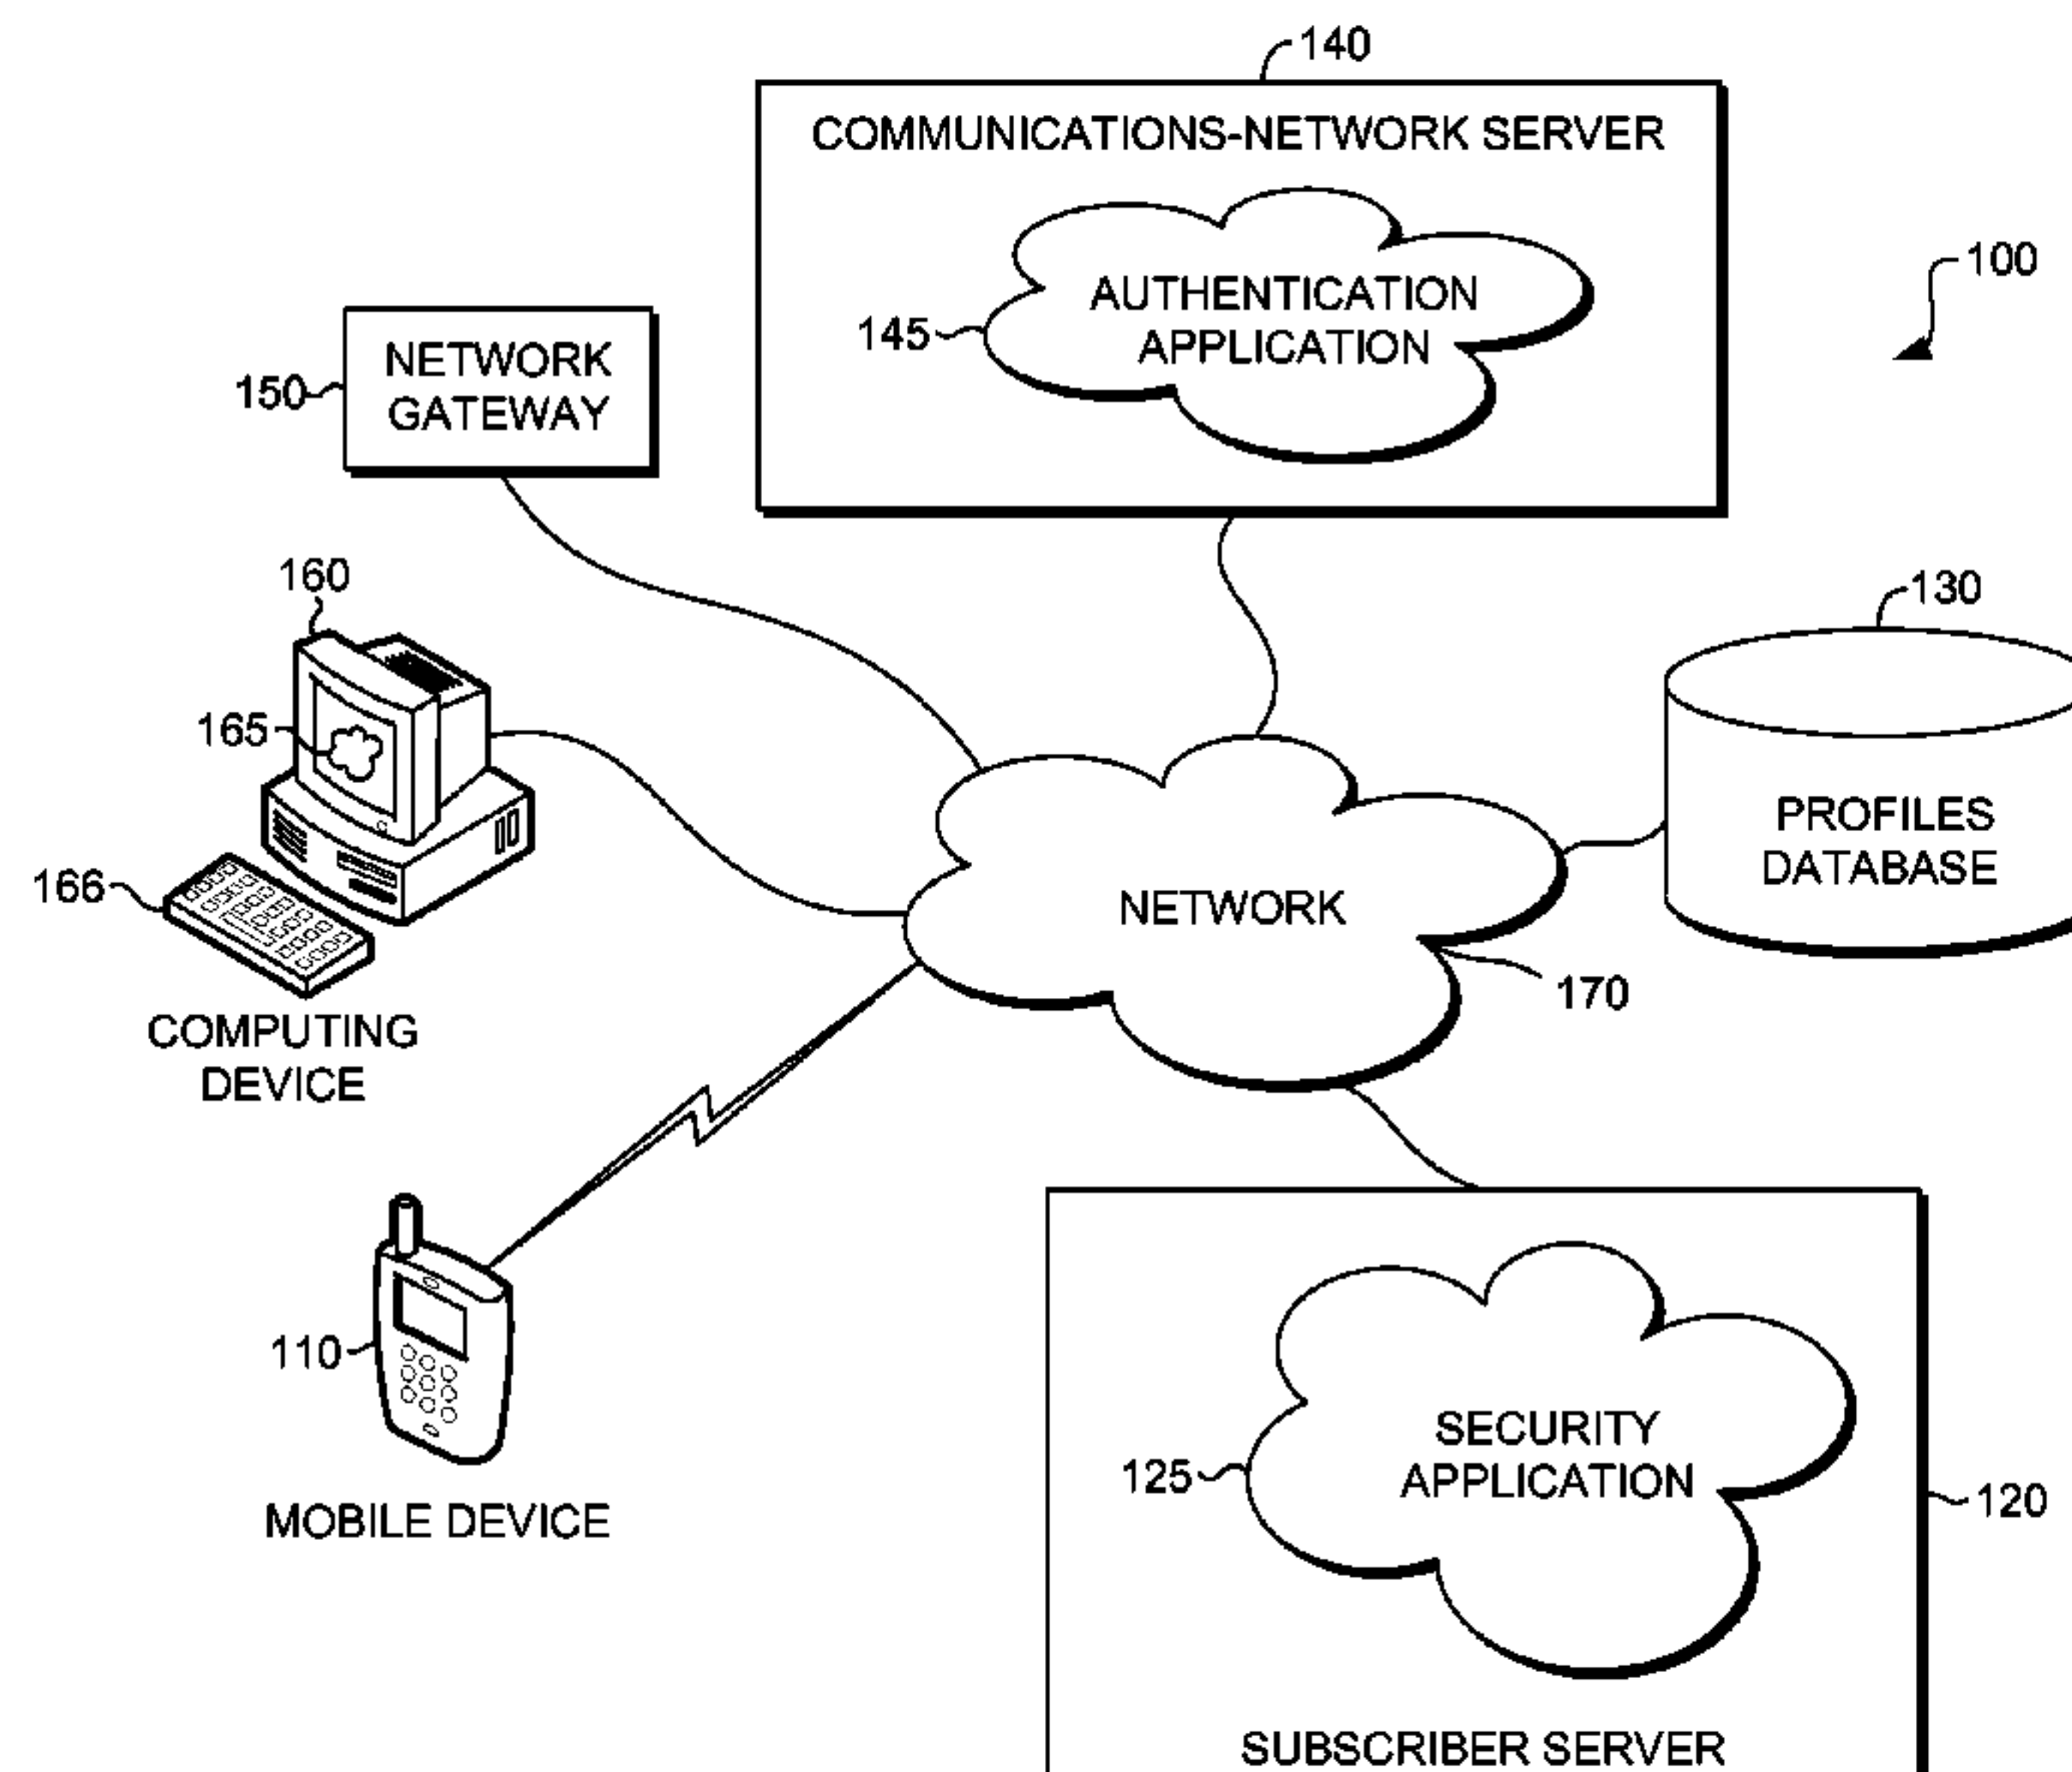 140
COMMUNICATIONS-NETWORK SERVER
AUTHENTICATION
APPLICATION
145
100
NETWORK
GATEWAY
150
160
165
166
COMPUTING
DEVICE
130
PROFILES
DATABASE
NETWORK
170
110
MOBILE DEVICE
SECURITY
APPLICATION
125
120
SUBSCRIBER SERVER